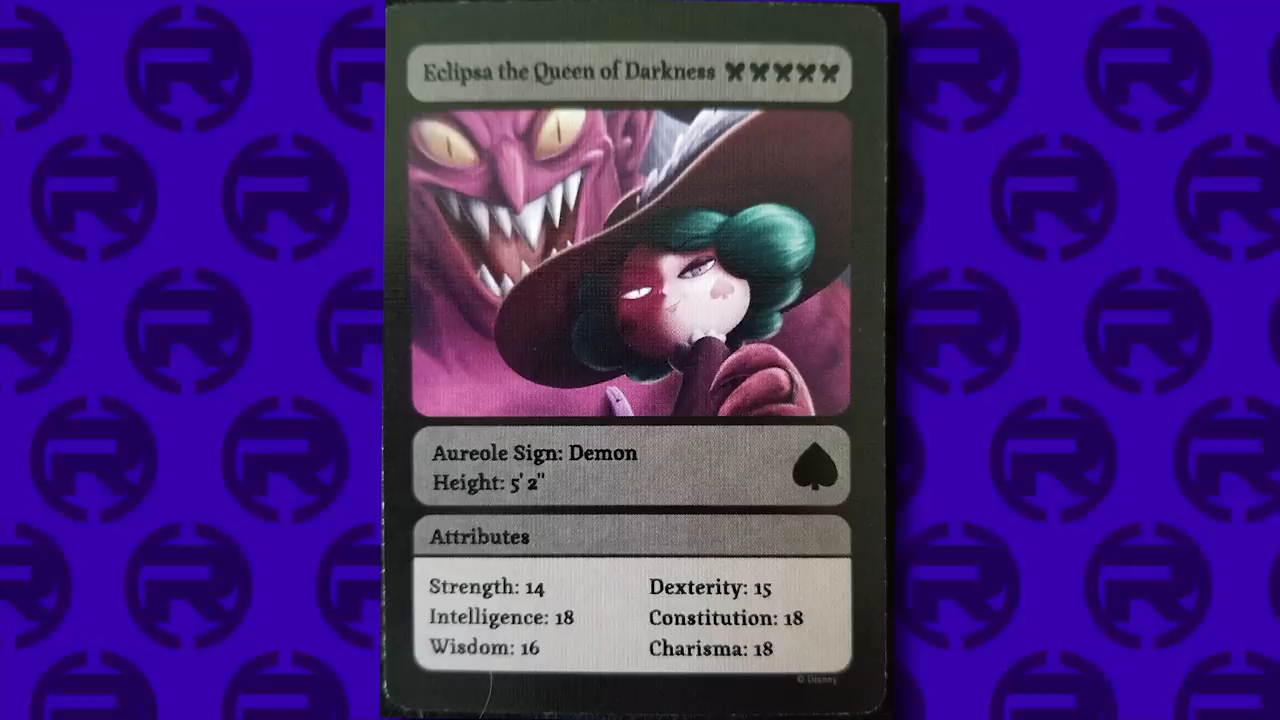 Eclipsa the Queen of Darkness
Aureole Sign: Demon
Height: 5' 2"
Attributes
Strength: 14
Dexterity: 15
Intelligence: 18
Constitution: 18
Wisdom: 16
Charisma: 18
© Disney